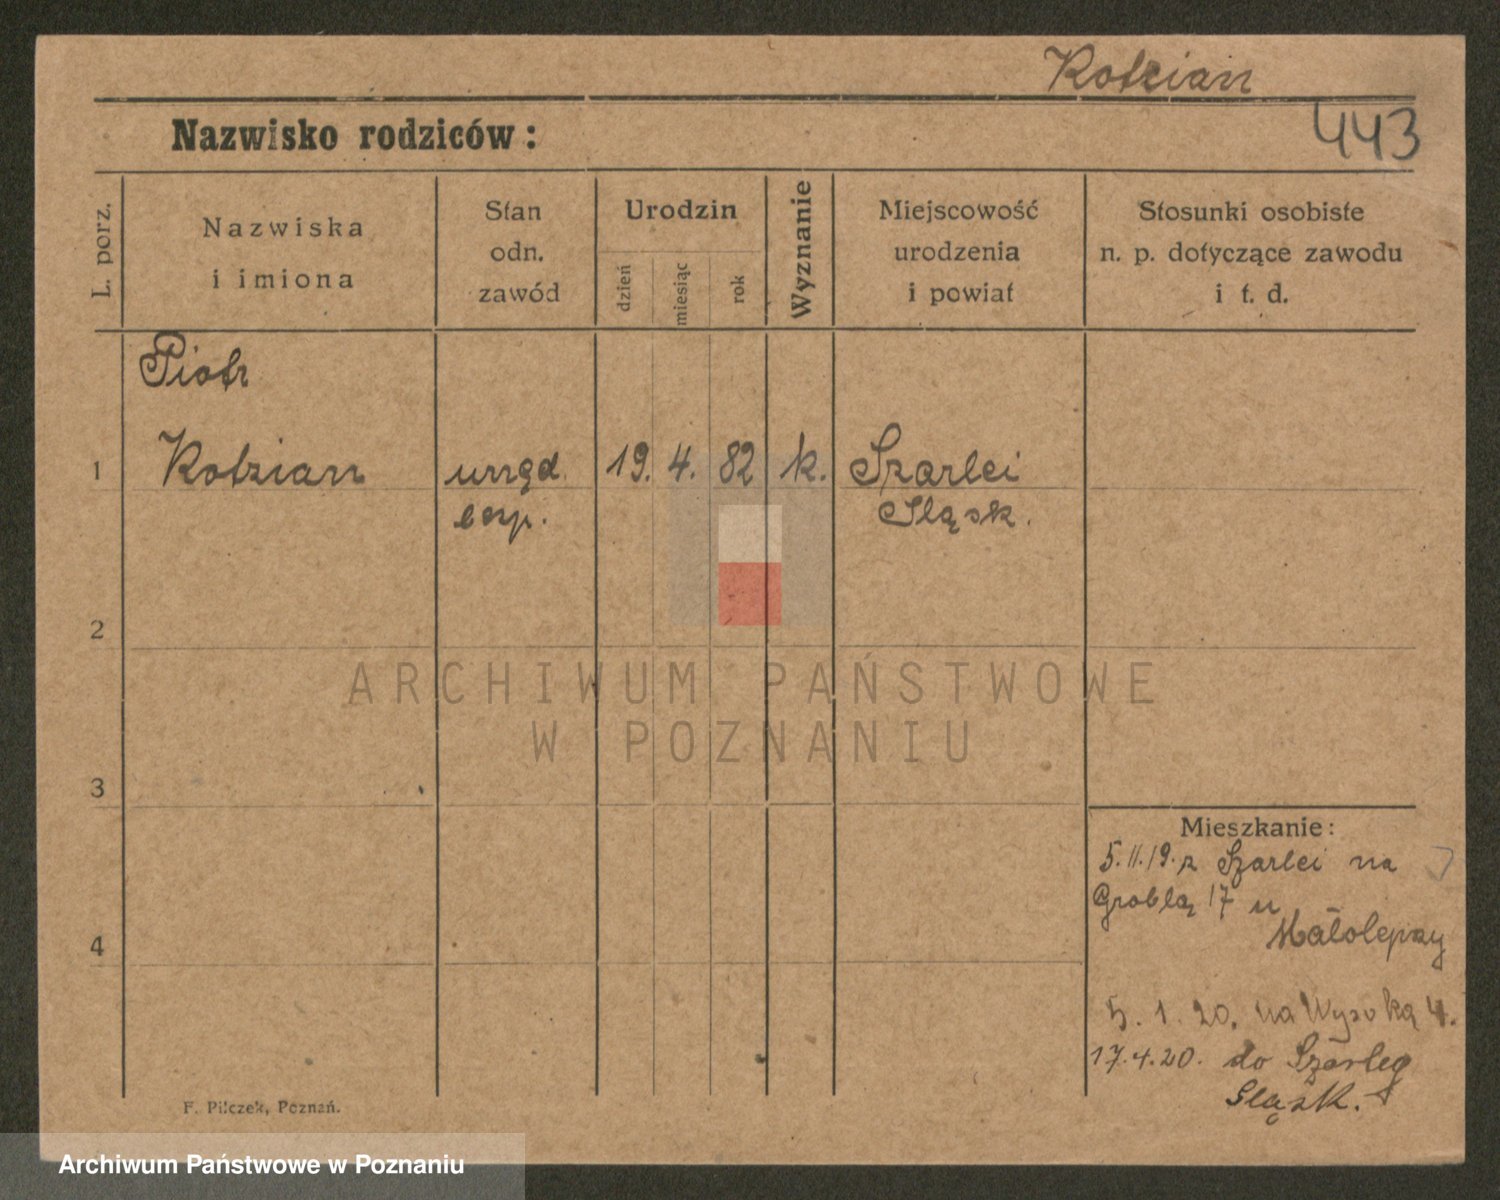 Kotzian
443
Nazwisko rodziców:
L. porz.
Nazwiska
i imiona
Stan
odn.
zawód
Urodzin
dzień
miesiąc
rok
Wyznanie
Miejscowość
urodzenia
i powiat
Stosunki osobiste
n. p. dotyczące zawodu
i t. d.
Piotr
1 Kotzian urzęd. 19. 4. 82 k. Szarlei
Śląsk.
2
3
4
Mieszkanie:
5.11.19. z Szarlei na
Groblą 17 u
Małolepszy
5. 1. 20. na Wysoką 4.
17.4.20. do Szarley
Śląsk.
F. Pilczek, Poznań.
ARCHIWUM PAŃSTWOWE
W POZNANIU
Archiwum Państwowe w Poznaniu